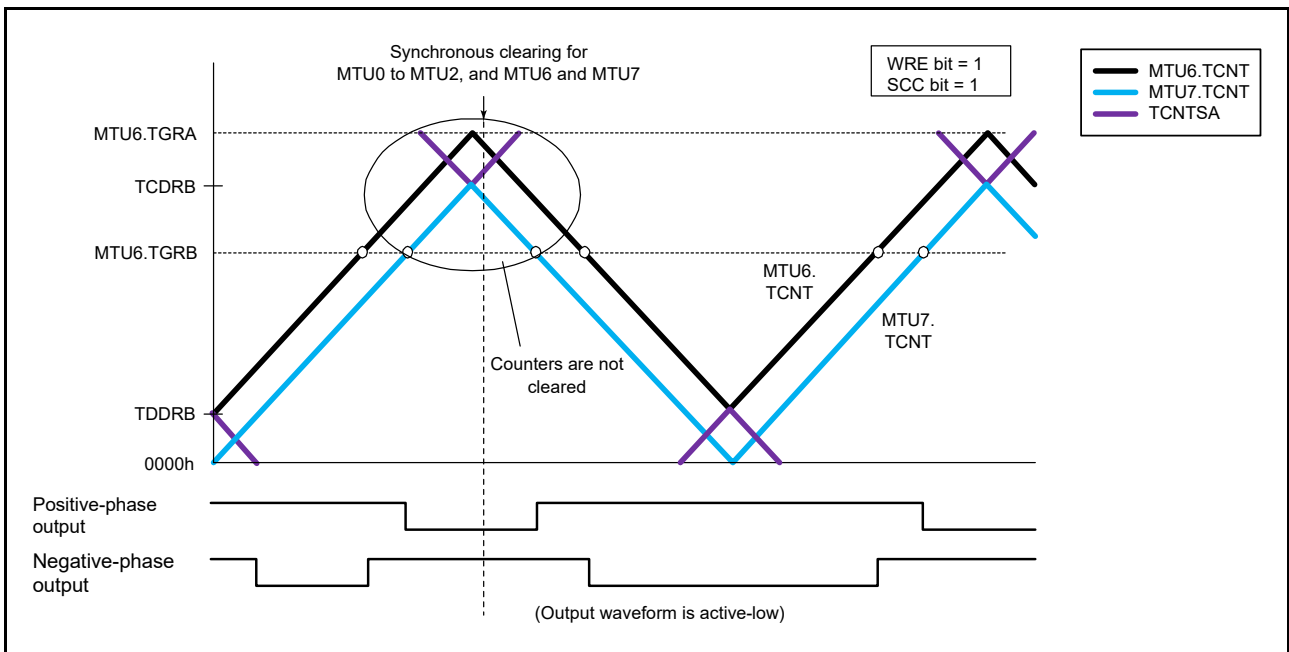 Synchronous clearing for
MTU0 to MTU2, and MTU6 and MTU7
WRE bit = 1
SCC bit = 1
MTU6.TCNT
MTU7.TCNT
TCNTSA
MTU6.TGRA
TCDRB
MTU6.TGRB
MTU6.
TCNT
MTU7.
TCNT
Counters are not
cleared
TDDRB
0000h
Positive-phase
output
Negative-phase
output
(Output waveform is active-low)